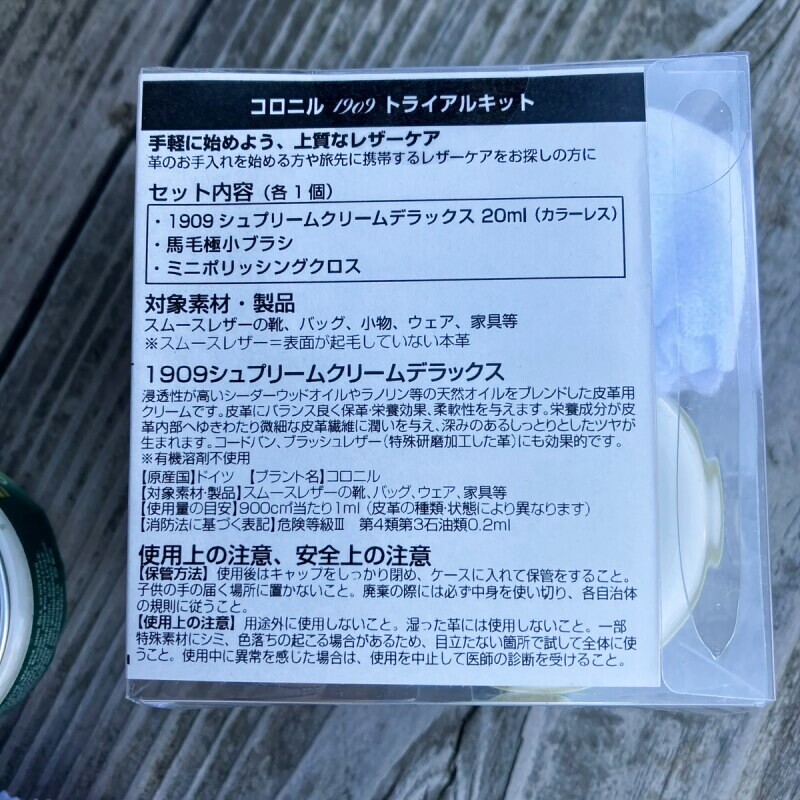 コロニル 1909 トライアルキット
手軽に始めよう、上質なレザーケア
革のお手入れを始める方や旅先に携帯するレザーケアをお探しの方に
セット内容（各1個）
・1909シュプリームクリームデラックス 20ml（カラーレス）
・馬毛極小ブラシ
・ミニポリッシングクロス
対象素材・製品
スムースレザーの靴、バッグ、小物、ウェア、家具等
※スムースレザー＝表面が起毛していない本革
1909シュプリームクリームデラックス
浸透性が高いシーダーウッドオイルやラノリン等の天然オイルをブレンドした皮革用
クリームです。皮革にバランス良く保革・栄養効果、柔軟性を与えます。栄養成分が皮
革内部へゆきわたり微細な皮革繊維に潤いを与え、深みのあるしっとりとしたツヤが
生まれます。コードバン、ブラッシュレザー（特殊研磨加工した革）にも効果的です。
※有機溶剤不使用
【原産国】ドイツ 【ブランド名】コロニル
【対象素材・製品】スムースレザーの靴、バッグ、ウェア、家具等
【使用量の目安】900c㎡当たり1ml（皮革の種類・状態により異なります）
【消防法に基づく表記】危険等級Ⅲ 第4類第3石油類0.2ml
使用上の注意、安全上の注意
【保管方法】使用後はキャップをしっかり閉め、ケースに入れて保管をすること。
子供の手の届く場所に置かないこと。廃棄の際には必ず中身を使い切り、各自治体
の規則に従うこと。
【使用上の注意】用途外に使用しないこと。湿った革には使用しないこと。一部
特殊素材にシミ、色落ちの起こる場合があるため、目立たない箇所で試して全体に使
うこと。使用中に異常を感じた場合は、使用を中止して医師の診断を受けること。